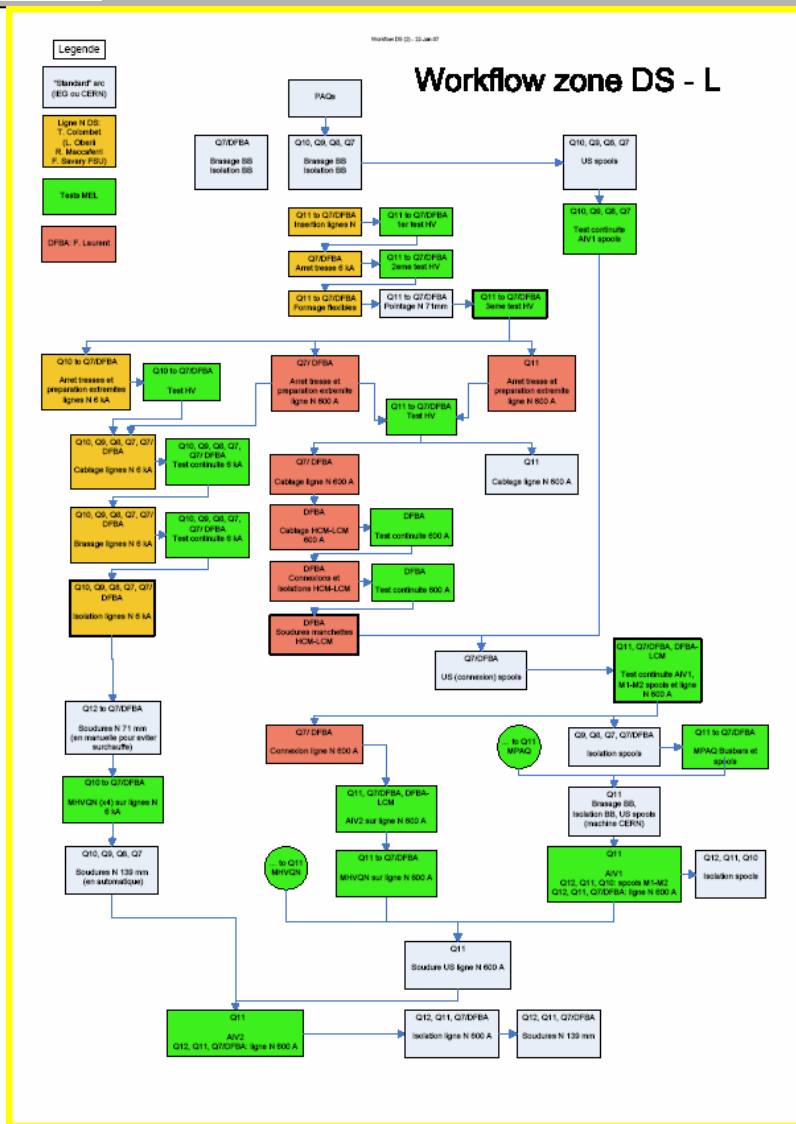 Workflow DS (2) - 22-Jan-07
Legende
Workflow zone DS - L
"Standard" arc
(IEG ou CERN)
Ligne N DS:
T. Colombet
(L. Oberli
R. Maccaferri
F. Savary FSU)
Tests MEL
DFBA: F. Laurent
PAQs
Q7/DFBA
Brasage BB
Isolation BB
Q10, Q9, Q8, Q7
Brasage BB
Isolation BB
Q10, Q9, Q8, Q7
US spools
Q10, Q9, Q8, Q7
Test continuite
AIV1 spools
Q11 to Q7/DFBA
Insertion lignes N
Q11 to Q7/DFBA
1er test HV
Q7/DFBA
Arret tresse 6 kA
Q11 to Q7/DFBA
2eme test HV
Q11 to Q7/DFBA
Formage flexibles
Q11 to Q7/DFBA
Pointage N 71mm
Q11 to Q7/DFBA
3eme test HV
Q10 to Q7/DFBA
Arret tresses et
preparation extremites
lignes N 6 kA
Q10 to Q7/DFBA
Test HV
Q7/ DFBA
Arret tresse et
preparation extremite
ligne N 600 A
Q11 to Q7/DFBA
Test HV
Q11
Arret tresse et
preparation extremite
ligne N 600 A
Q10, Q9, Q8, Q7, Q7/
DFBA
Cablage lignes N 6 kA
Q10, Q9, Q8, Q7,
Q7/ DFBA
Test continuite 6 kA
Q7/ DFBA
Cablage ligne N 600 A
Q11
Cablage ligne N 600 A
Q10, Q9, Q8, Q7, Q7/
DFBA
Brasage lignes N 6 kA
Q10, Q9, Q8, Q7,
Q7/ DFBA
Test continuite 6 kA
DFBA
Cablage HCM-LCM
600 A
DFBA
Test continuite 600 A
DFBA
Connexions et
isolations HCM-LCM
DFBA
Test continuite 600 A
Q10, Q9, Q8, Q7, Q7/
DFBA
Isolation lignes N 6 kA
DFBA
Soudures manchettes
HCM-LCM
Q7/DFBA
US (connexion) spools
Q11, Q7/DFBA, DFBA-
LCM
Test continuite AIV1,
M1-M2 spools et ligne
N 600 A
Q12 to Q7/DFBA
Soudures N 71 mm
(en manuelle pour eviter
surchauffe)
Q7/ DFBA
Connexion ligne N 600 A
... to Q11
MPAQ
Q9, Q8, Q7, Q7/DFBA
Isolation spools
Q11 to Q7/DFBA
MPAQ Busbars et
spools
Q10 to Q7/DFBA
MHVQN (x4) sur lignes N
6 kA
Q11, Q7/DFBA, DFBA-
LCM
AIV2 sur ligne N 600 A
Q11
Brasage BB,
Isolation BB, US spools
(machine CERN)
Q10, Q9, Q8, Q7
Soudures N 139 mm
(en automatique)
... to Q11
MHVQN
Q11 to Q7/DFBA
MHVQN sur ligne N 600 A
Q11
AIV1
Q12, Q11, Q10: spools M1-M2
Q12, Q11, Q7/DFBA: ligne N 600 A
Q12, Q11, Q10
Isolation spools
Q11
Soudure US ligne N 600 A
Q11
AIV2
Q12, Q11, Q7/DFBA: ligne N 600 A
Q12, Q11, Q7/DFBA
Isolation ligne N 600 A
Q12, Q11, Q7/DFBA
Soudures N 139 mm